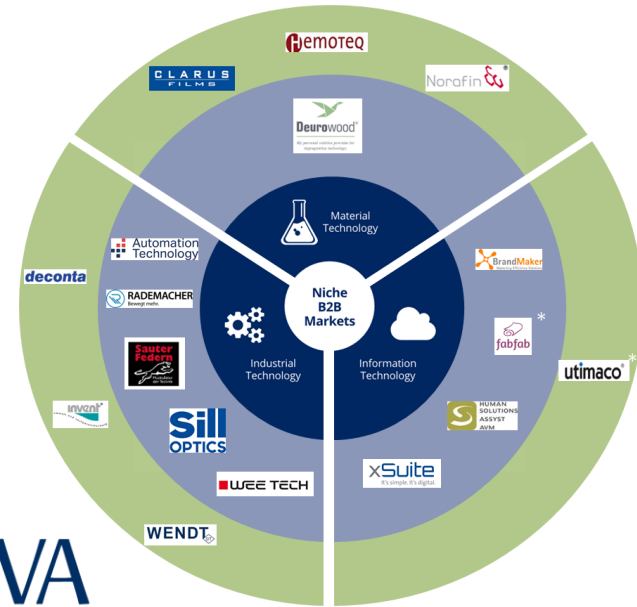 HEMOTEQ
CLARUS
FILMS
Norafin
Deurowood
Material
Technology
Automation
Technology
BrandMaker
deconta
RADEMACHER
Bewegt mehr.
Niche
B2B
Markets
fabfab
*
Sauter
Federn
Industrial
Technology
Information
Technology
utimaco
*
invent
HUMAN
SOLUTIONS
ASSYST
AVM
Sill
OPTICS
xSuite
It's simple. It's digital.
WEE TECH
WENDT
VA